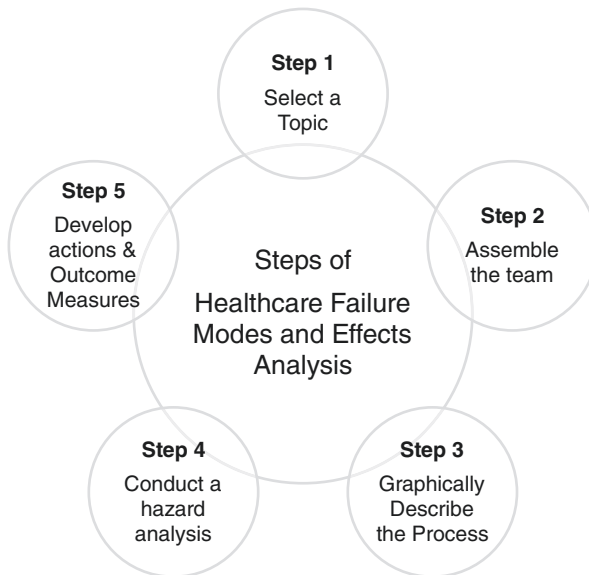 Step 1
Select a
Topic
Step 2
Assemble
the team
Step 3
Graphically
Describe
the Process
Step 4
Conduct a
hazard
analysis
Step 5
Develop
actions &
Outcome
Measures
Steps of
Healthcare Failure
Modes and Effects
Analysis